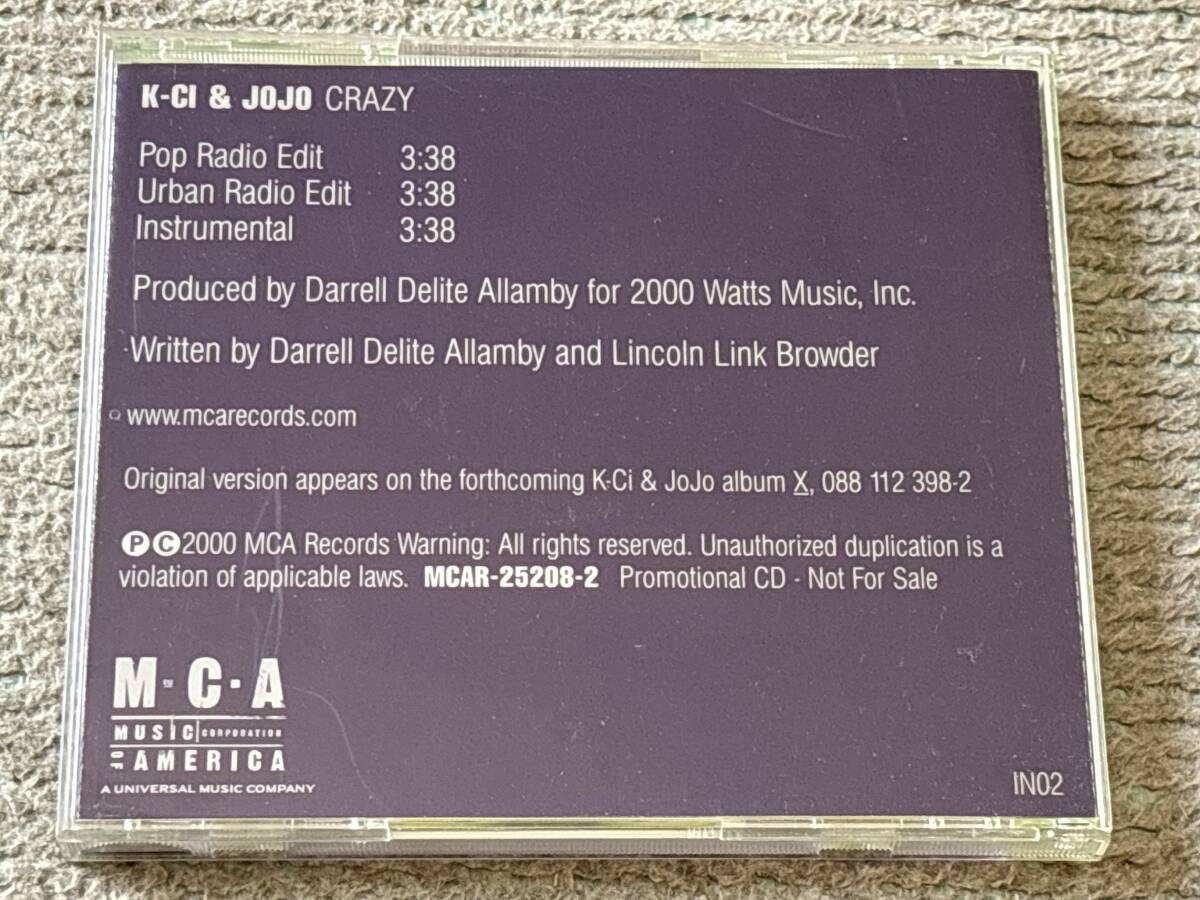 K-CI & JOJO CRAZY
Pop Radio Edit 3:38
Urban Radio Edit 3:38
Instrumental 3:38
Produced by Darrell Delite Allamby for 2000 Watts Music, Inc.
Written by Darrell Delite Allamby and Lincoln Link Browder
www.mcarecords.com
Original version appears on the forthcoming K-Ci & JoJo album X, 088 112 398-2
ⓅⒸ2000 MCA Records Warning: All rights reserved. Unauthorized duplication is a
violation of applicable laws. MCAR-25208-2 Promotional CD - Not For Sale
M·C·A
MUSIC CORPORATION
OF AMERICA
A UNIVERSAL MUSIC COMPANY
IN02